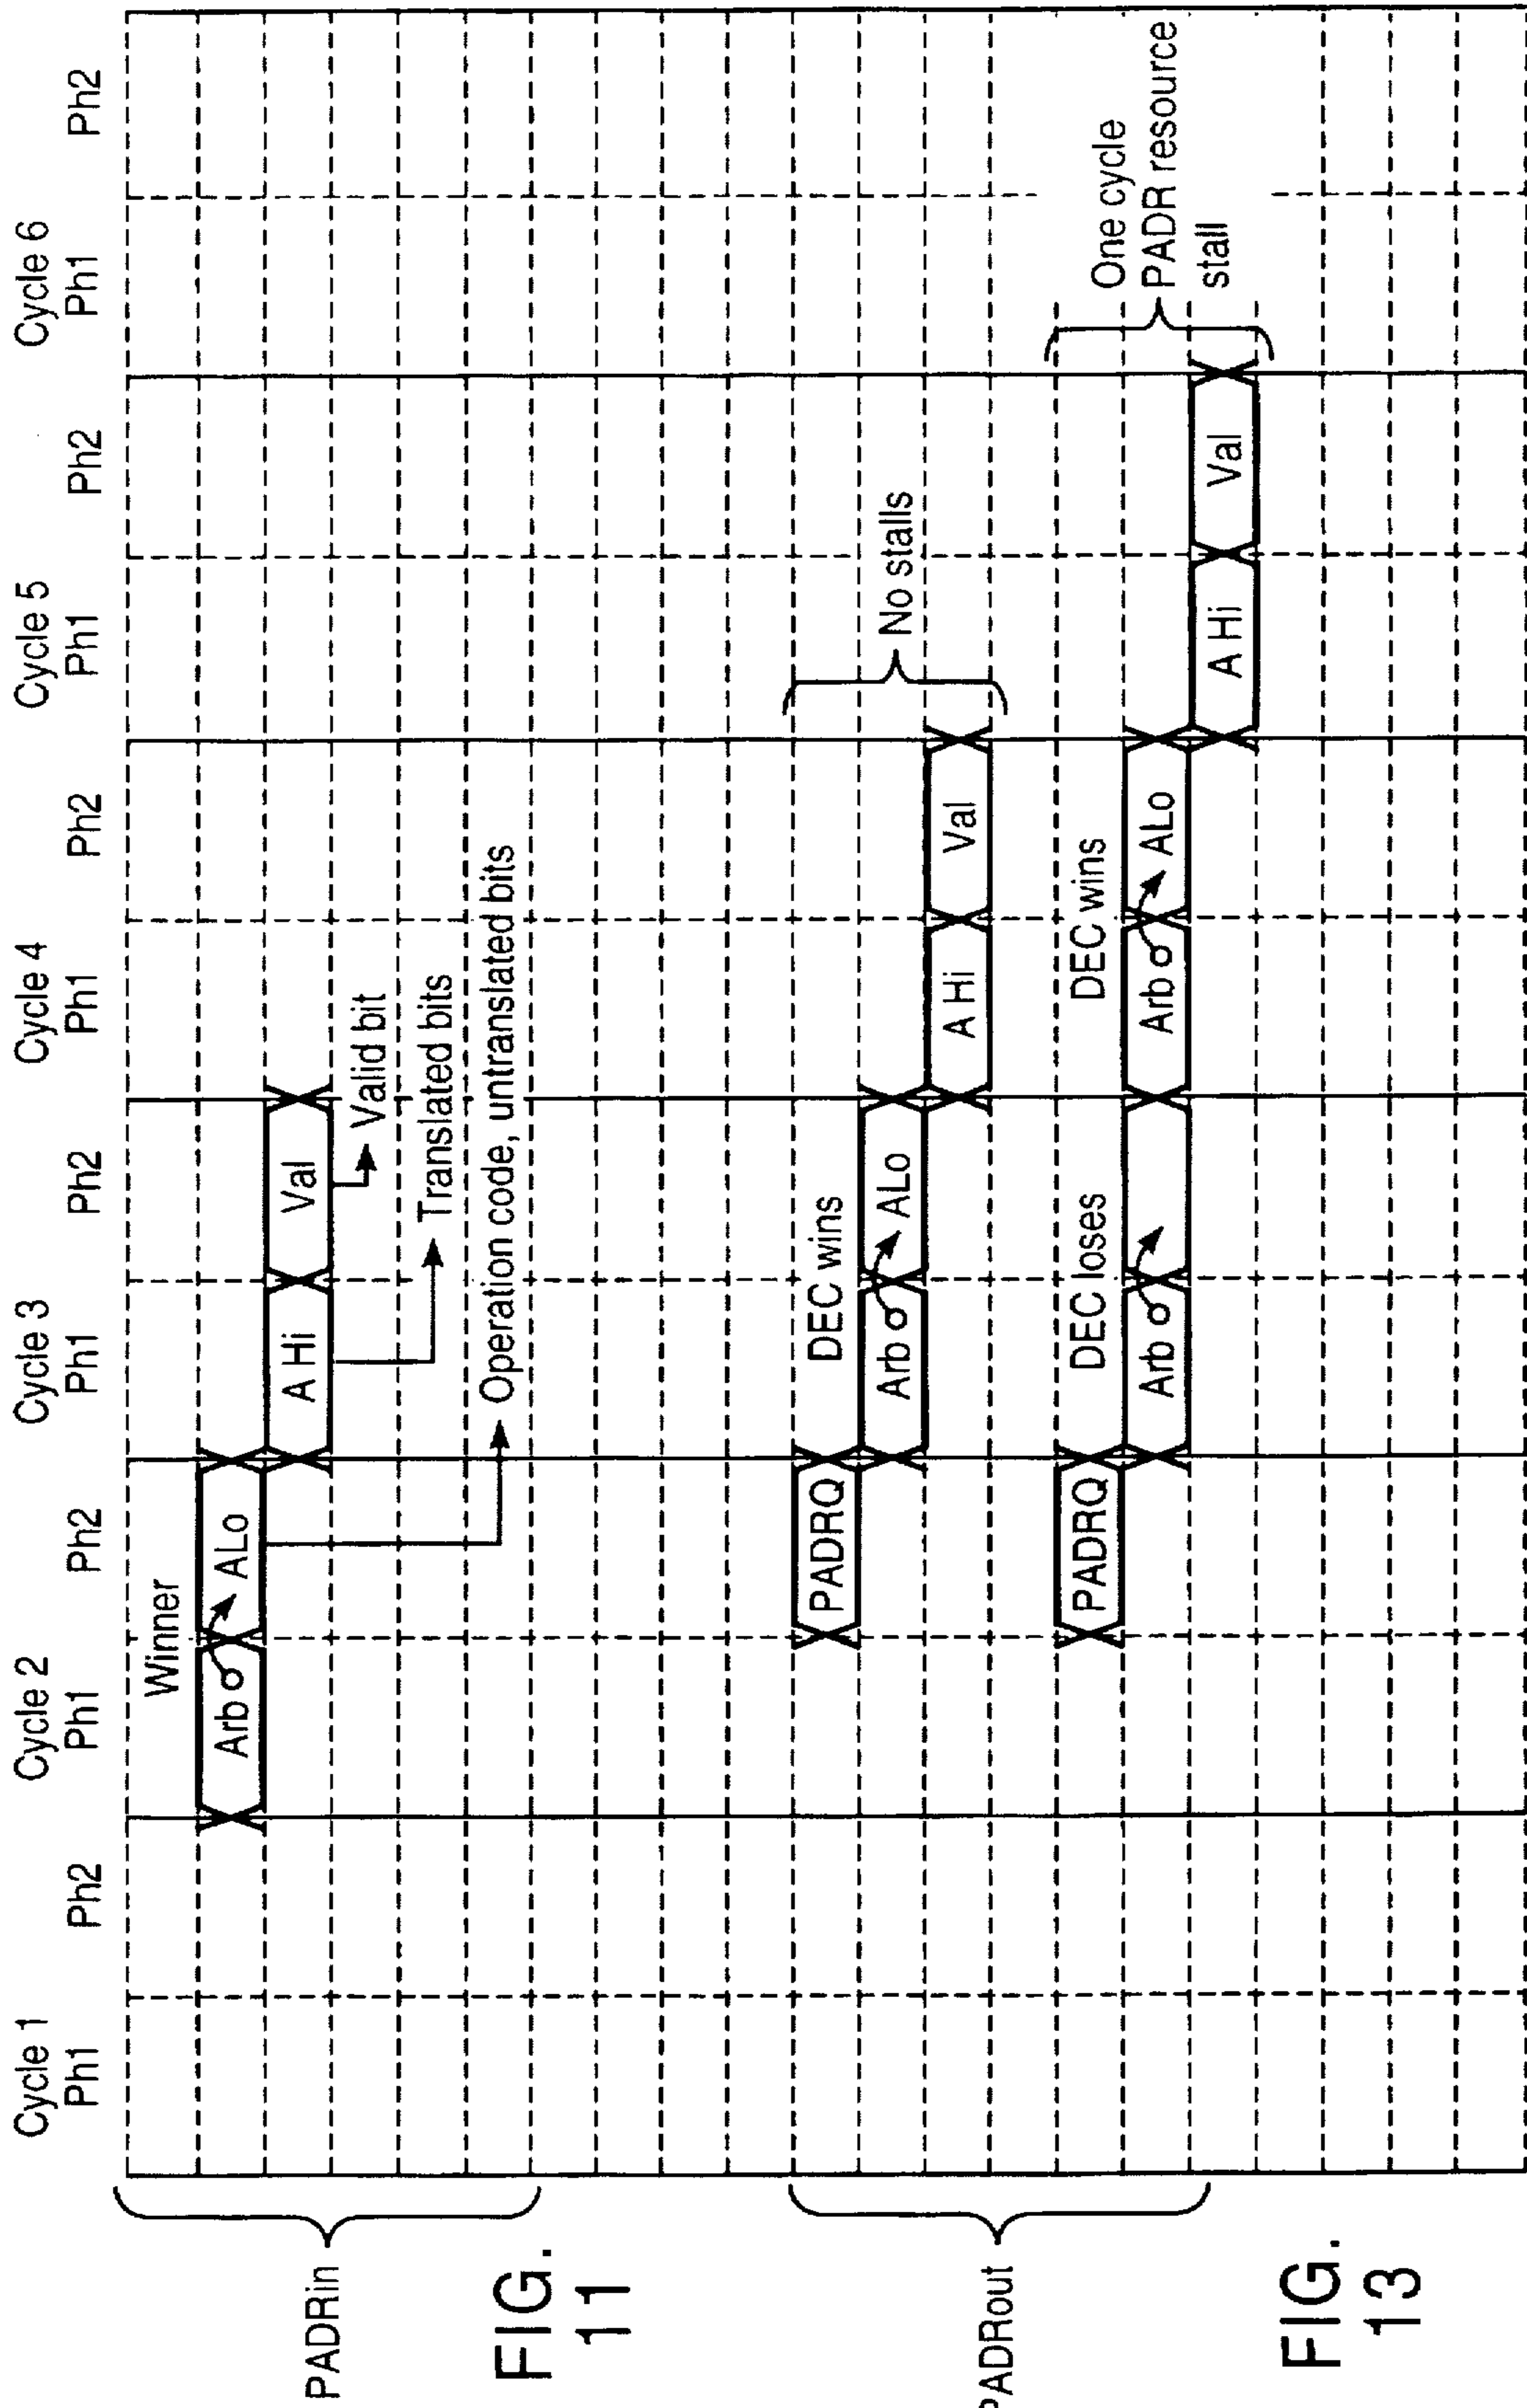 Cycle 1
Cycle 2
Cycle 3
Cycle 4
Cycle 5
Cycle 6
Ph1
Ph2
Ph1
Ph2
Ph1
Ph2
Ph1
Ph2
Ph1
Ph2
Ph1
Ph2
PADRin
Winner
Arb
ALo
A Hi
Val
Valid bit
Translated bits
Operation code, untranslated bits
FIG.
11
PADRout
PADRQ
DEC wins
Arb
ALo
A Hi
Val
No stalls
PADRQ
DEC loses
Arb
DEC wins
Arb
ALo
A Hi
Val
One cycle
PADR resource
stall
FIG.
13